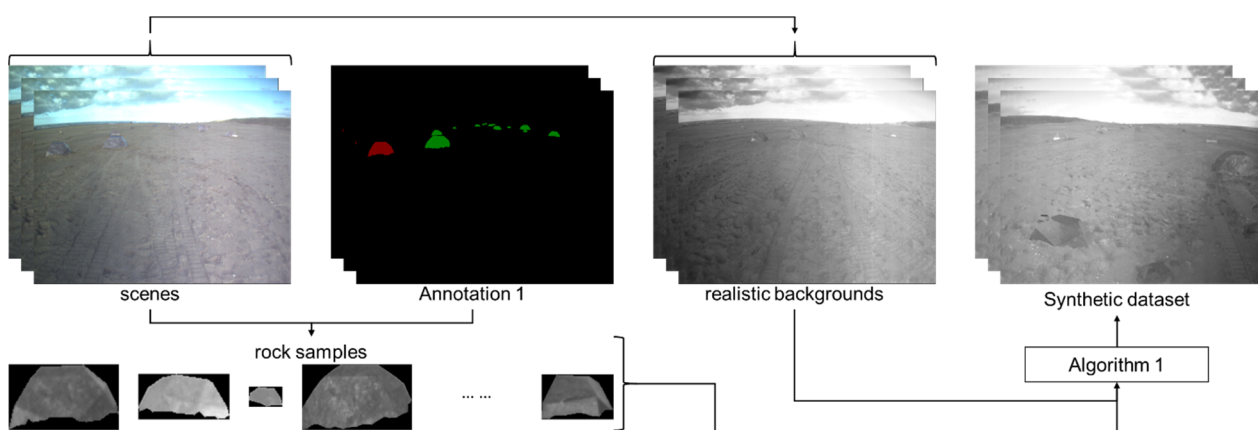 scenes
Annotation 1
realistic backgrounds
Synthetic dataset
rock samples
... ...
Algorithm 1